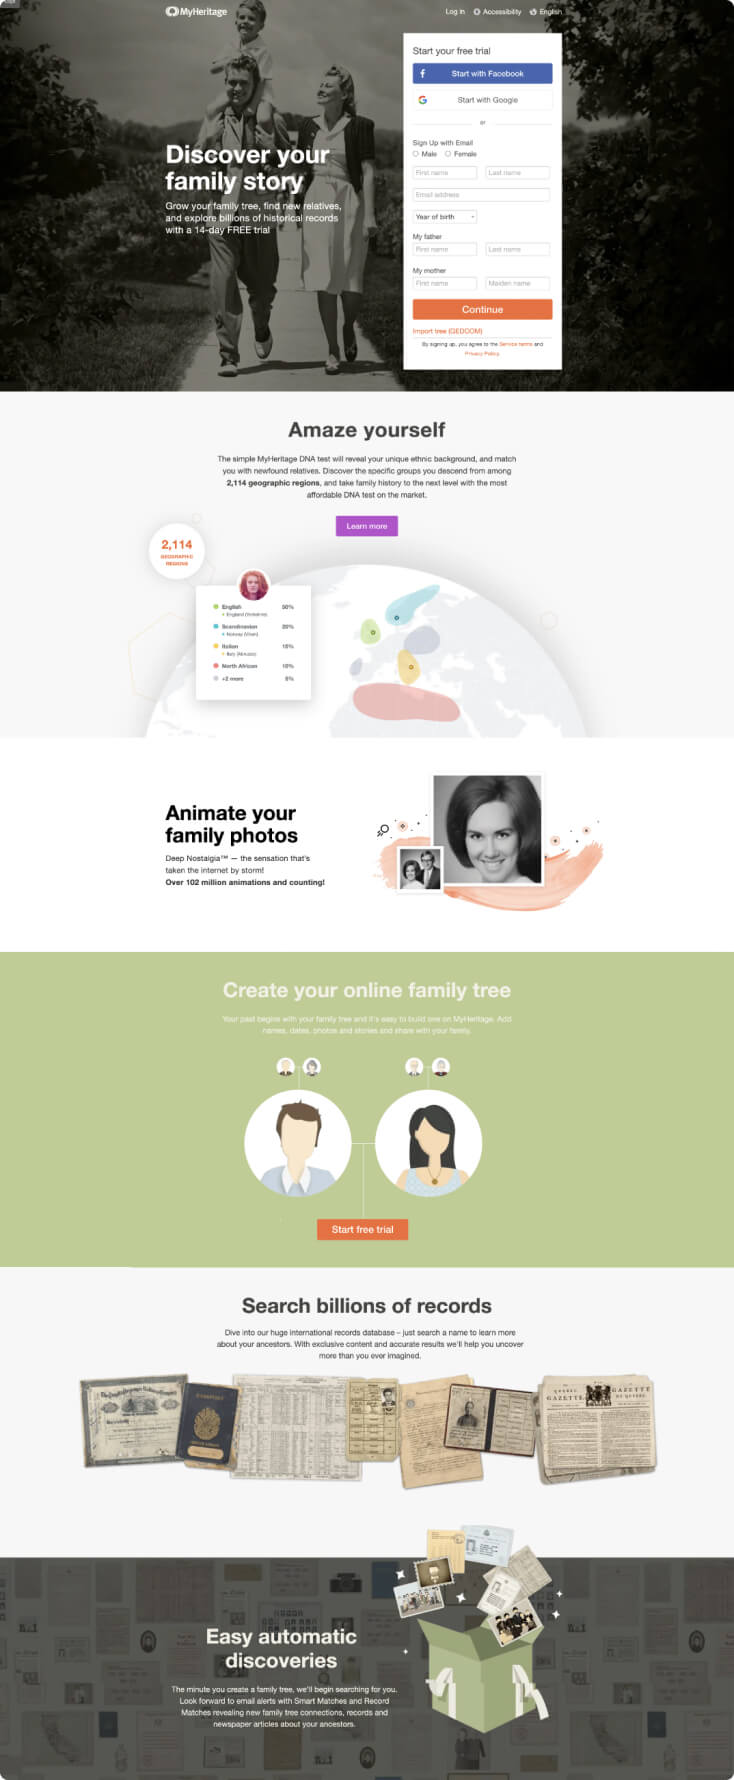 MyHeritage
Log in
Accessibility
English
Discover your
family story
Grow your family tree, find new relatives,
and explore billions of historical records
with a 14-day FREE trial
Start your free trial
Start with Facebook
Start with Google
or
Sign Up with Email
Male Female
First name Last name
Email address
Year of birth
My father
First name Last name
My mother
First name Maiden name
Continue
Import tree (GEDCOM)
By signing up, you agree to the Service terms and
Privacy Policy
Amaze yourself
The simple MyHeritage DNA test will reveal your unique ethnic background, and match
you with newfound relatives. Discover the specific groups you descend from among
2,114 geographic regions, and take family history to the next level with the most
affordable DNA test on the market.
Learn more
2,114
GEOGRAPHIC
REGIONS
English 50%
England (Yorkshire)
Scandinavian 20%
Norway (Viken)
Italian 15%
Italy (Abruzzo)
North African 10%
+2 more 5%
Animate your
family photos
Deep Nostalgia™ — the sensation that's
taken the internet by storm!
Over 102 million animations and counting!
Create your online family tree
Your past begins with your family tree and it's easy to build one on MyHeritage. Add
names, dates, photos and stories and share with your family.
Start free trial
Search billions of records
Dive into our huge international records database – just search a name to learn more
about your ancestors. With exclusive content and accurate results we'll help you uncover
more than you ever imagined.
QUEBEC
GAZETTE
GAZETTE
DE QUEBEC
Easy automatic
discoveries
The minute you create a family tree, we'll begin searching for you.
Look forward to email alerts with Smart Matches and Record
Matches revealing new family tree connections, records and
newspaper articles about your ancestors.